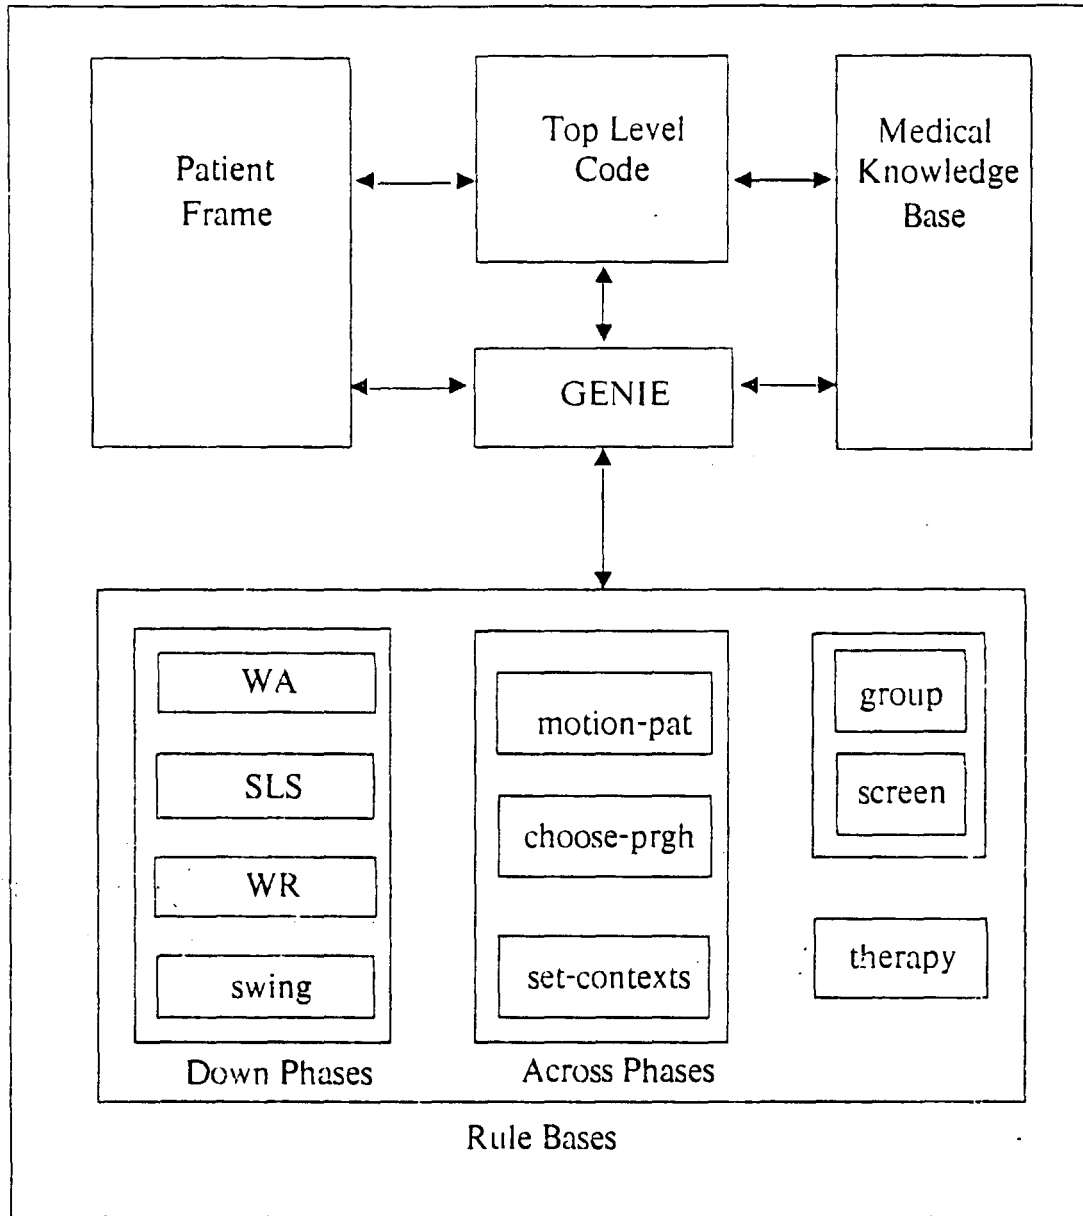 Patient
Frame
Top Level
Code
Medical
Knowledge
Base
GENIE
WA
SLS
WR
swing
Down Phases
motion-pat
choose-prgh
set-contexts
Across Phases
group
screen
therapy
Rule Bases